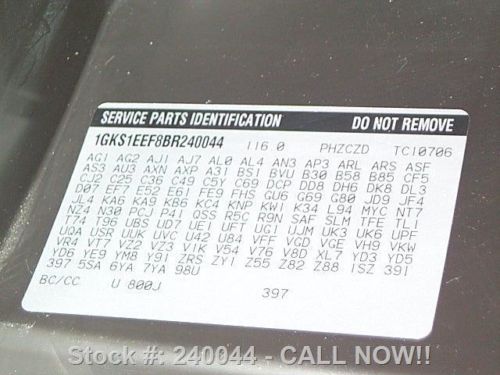 SERVICE PARTS IDENTIFICATION DO NOT REMOVE
1GKS1EEF8BR240044 116.0 PHZCZD TC10706
AG1 AG2 AJ1 AJ7 AL0 AL4 AN3 AP3 ARL ARS ASF
AS3 AU3 AXN AXP A31 BS1 BVU B30 B58 B85 CF5
CJ2 C25 C36 C49 C5Y C69 DCP DD8 DH6 DK8 DL3
D07 EF7 E52 E61 FE9 FHS GU6 G69 G80 JD9 JF4
JL4 KA6 KA9 KB6 KC4 KNP KW1 K34 L94 MYC NT7
NZ4 N30 PCJ P41 QSS R5C R9N SAF SLM TFE TL1
T74 T96 UBS UD7 UE1 UFT UG1 UJM UK3 UK6 UPF
UQA USR UUK UVC U42 U84 VFF VGD VGE VH9 VKW
VR4 VT7 VZ2 VZ3 V1K V54 V76 V8D XL7 YD3 YD5
YD6 YE9 YM8 Y91 ZRS ZY1 Z55 Z82 Z88 1SZ 391
397 5SA 6YA 7YA 98U
BC/CC U 800J 397
Stock #: 240044 - CALL NOW!!